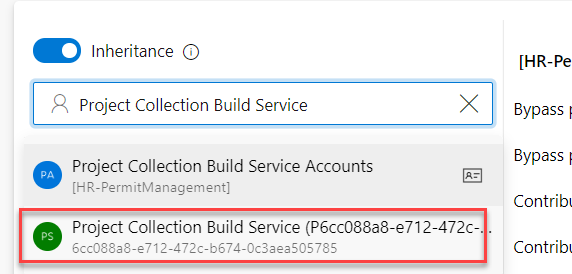 Inheritance
Project Collection Build Service
PA
Project Collection Build Service Accounts
[HR-PermitManagement]
PS
Project Collection Build Service (P6cc088a8-e712-472c-...
6cc088a8-e712-472c-b674-0c3aea505785
[HR-Per
Bypass p
Bypass p
Contribu
Contribu